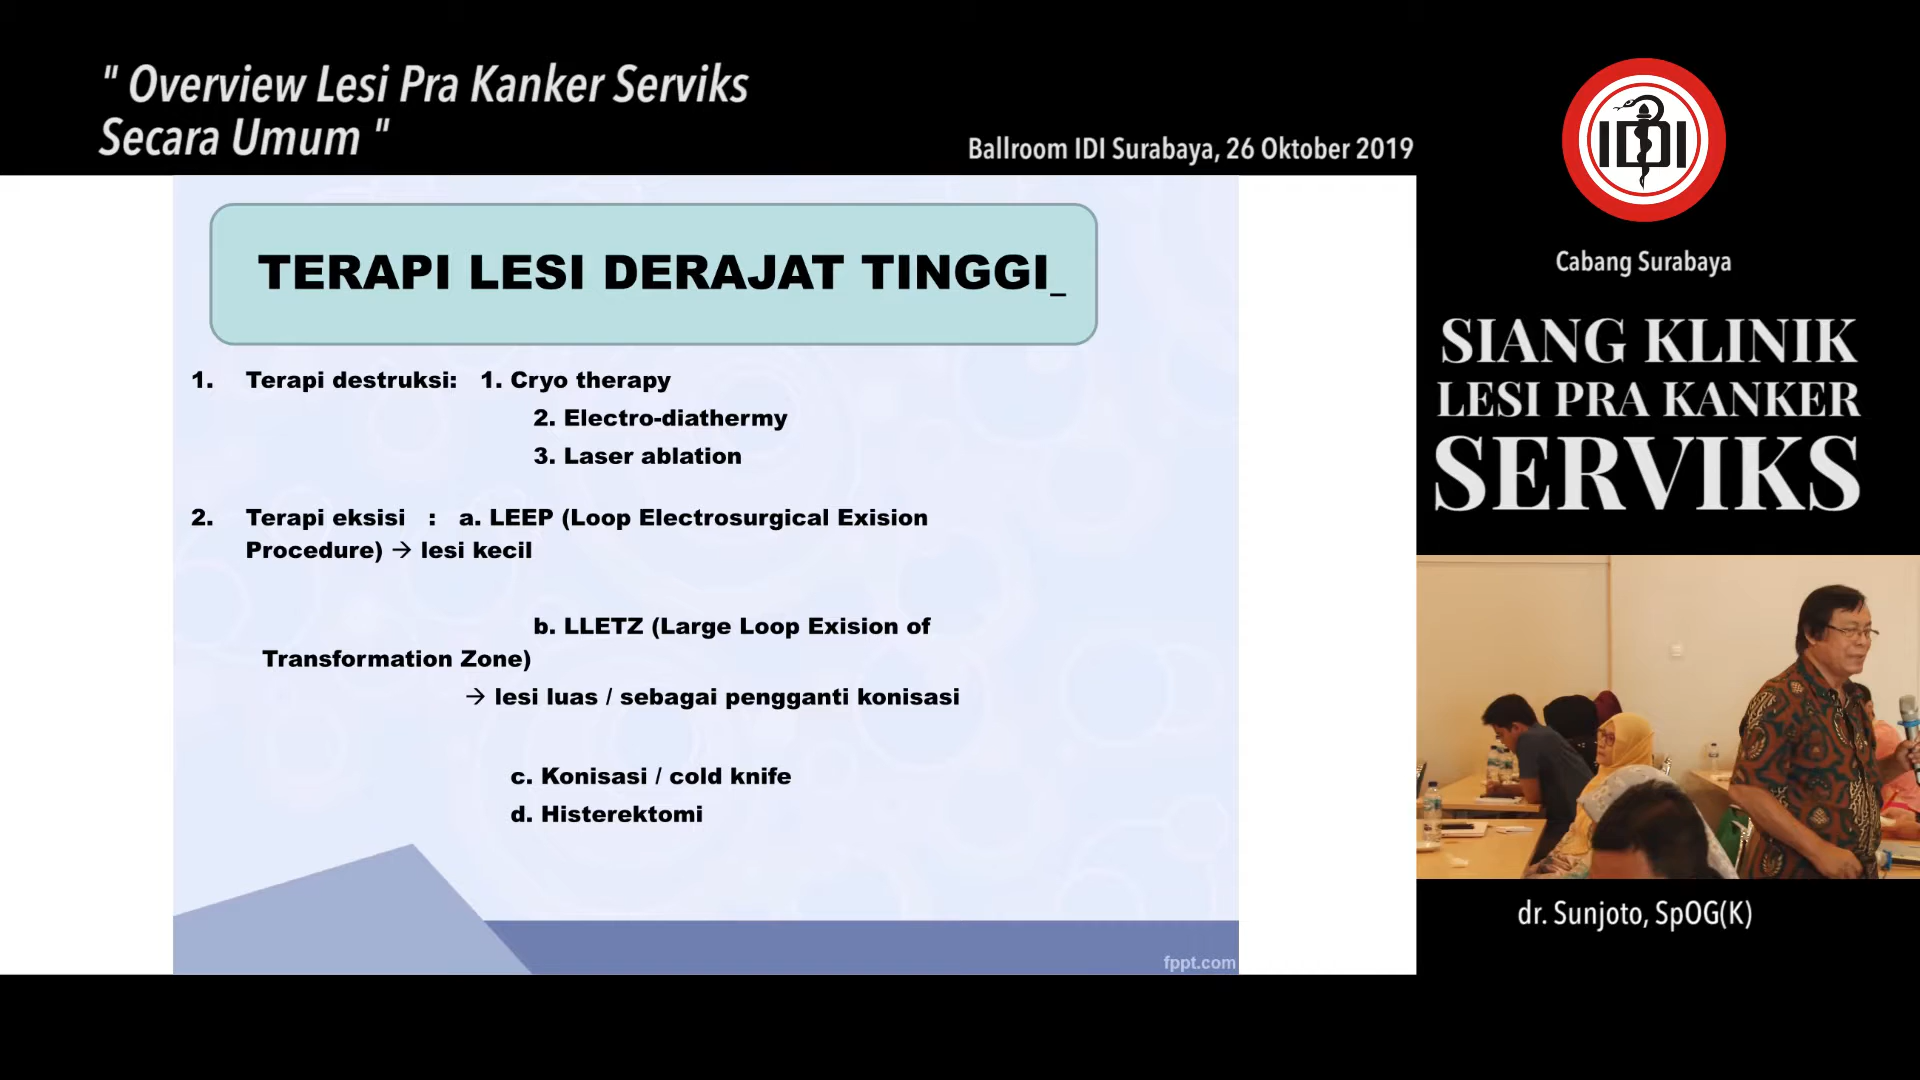 " Overview Lesi Pra Kanker Serviks
Secara Umum "
Ballroom IDI Surabaya, 26 Oktober 2019
IDI
Cabang Surabaya
SIANG KLINIK
LESI PRA KANKER
SERVIKS
TERAPI LESI DERAJAT TINGGI_
1. Terapi destruksi: 1. Cryo therapy
2. Electro-diathermy
3. Laser ablation
2. Terapi eksisi : a. LEEP (Loop Electrosurgical Exision
Procedure) → lesi kecil
b. LLETZ (Large Loop Exision of
Transformation Zone)
→ lesi luas / sebagai pengganti konisasi
c. Konisasi / cold knife
d. Histerektomi
fppt.com
dr. Sunjoto, SpOG(K)